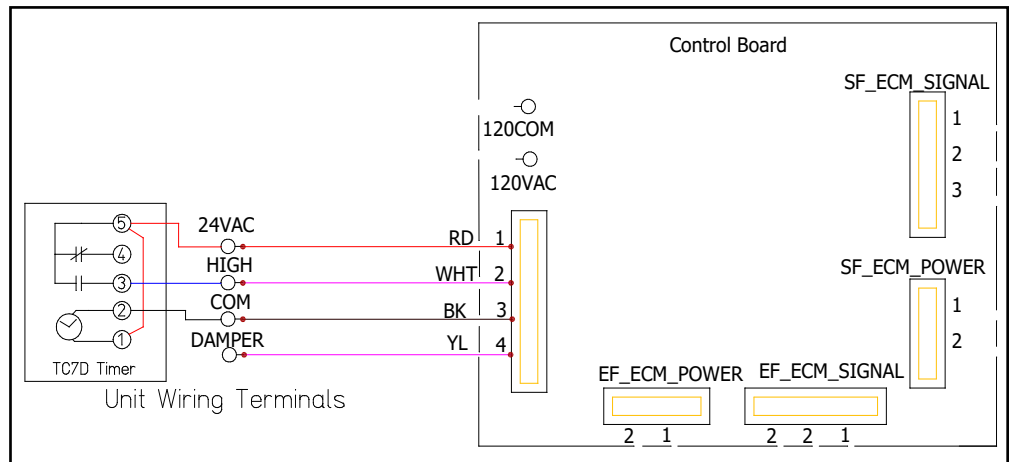 Control Board
SF_ECM_SIGNAL
1
2
3
120COM
120VAC
5
4
3
2
1
TC7D Timer
24VAC
HIGH
COM
DAMPER
RD 1
WHT 2
BK 3
YL 4
SF_ECM_POWER
1
2
EF_ECM_POWER
2 1
EF_ECM_SIGNAL
2 2 1
Unit Wiring Terminals